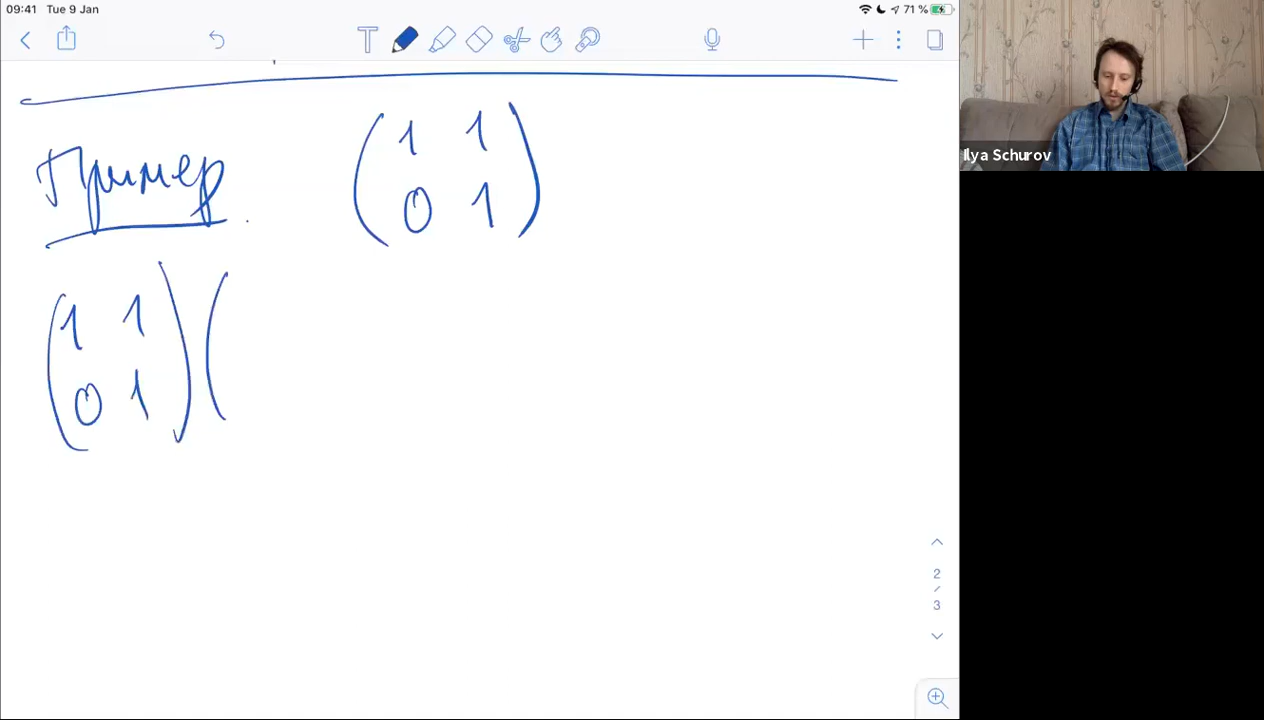 09:41 Tue 9 Jan 71 %
T
Ilya Schurov
Пример. ( 1 1
0 1 )
( 1 1
0 1 ) (
2
/
3